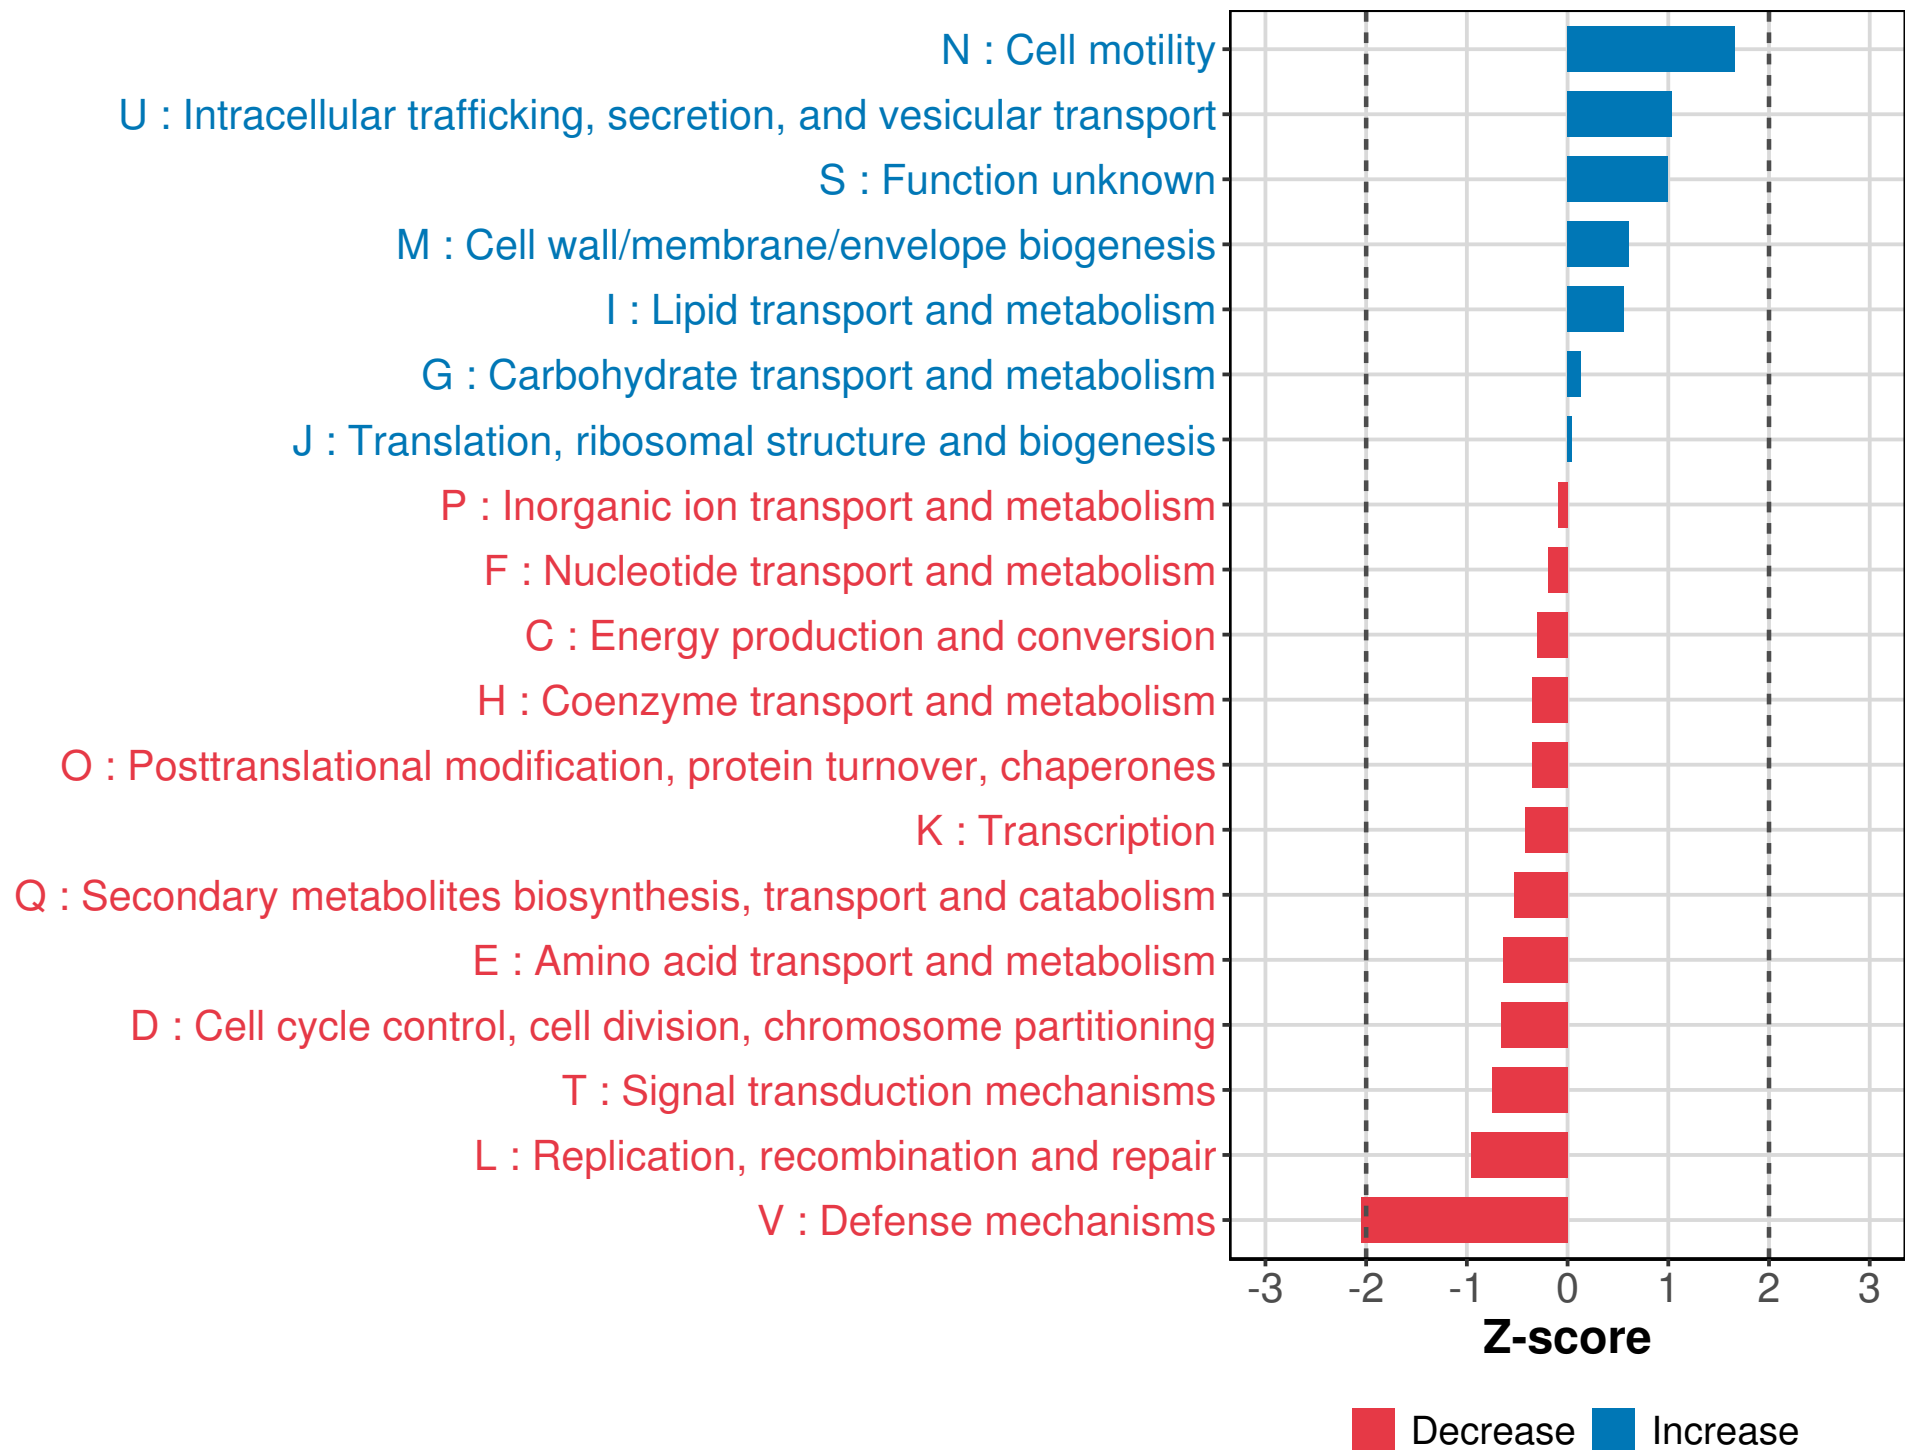 N : Cell motility
U : Intracellular trafficking, secretion, and vesicular transport
S : Function unknown
M : Cell wall/membrane/envelope biogenesis
I : Lipid transport and metabolism
G : Carbohydrate transport and metabolism
J : Translation, ribosomal structure and biogenesis
P : Inorganic ion transport and metabolism
F : Nucleotide transport and metabolism
C : Energy production and conversion
H : Coenzyme transport and metabolism
O : Posttranslational modification, protein turnover, chaperones
K : Transcription
Q : Secondary metabolites biosynthesis, transport and catabolism
E : Amino acid transport and metabolism
D : Cell cycle control, cell division, chromosome partitioning
T : Signal transduction mechanisms
L : Replication, recombination and repair
V : Defense mechanisms
-3 -2 -1 0 1 2 3
Z-score
Decrease Increase